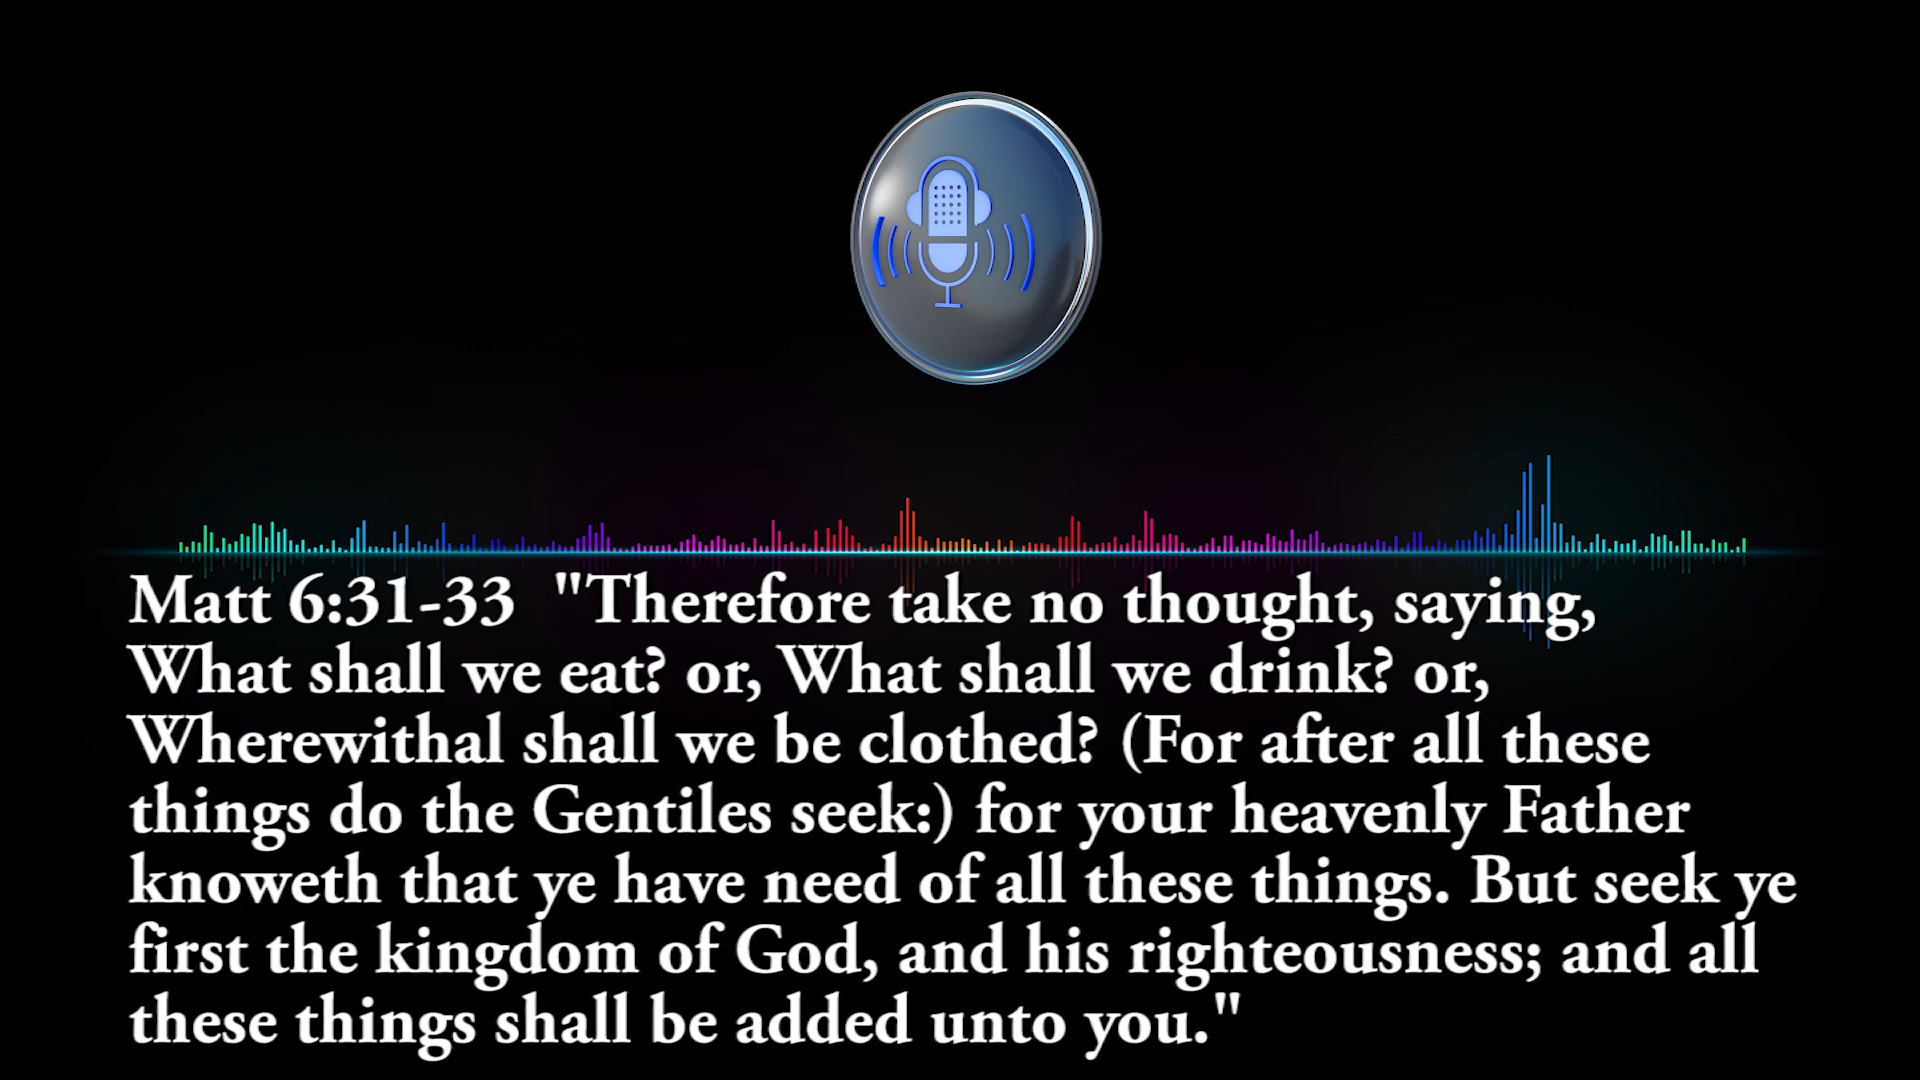 Matt 6:31-33  "Therefore take no thought, saying,
What shall we eat? or, What shall we drink? or,
Wherewithal shall we be clothed? (For after all these
things do the Gentiles seek:) for your heavenly Father
knoweth that ye have need of all these things. But seek ye
first the kingdom of God, and his righteousness; and all
these things shall be added unto you."